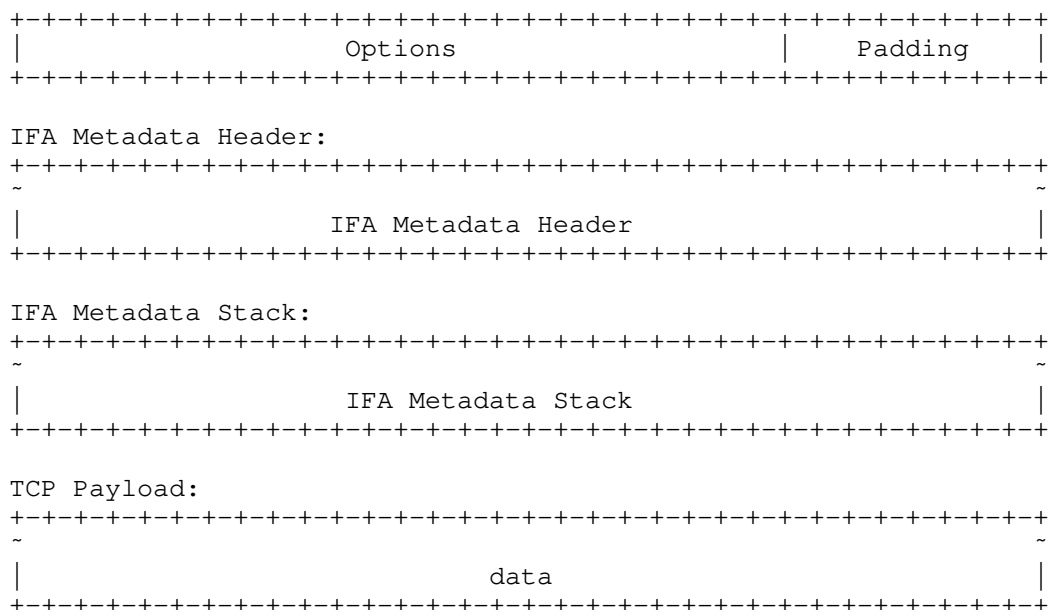 +-+-+-+-+-+-+-+-+-+-+-+-+-+-+-+-+-+-+-+-+-+-+-+-+-+-+-+-+-+-+-+-+
|                    Options                    |    Padding    |
+-+-+-+-+-+-+-+-+-+-+-+-+-+-+-+-+-+-+-+-+-+-+-+-+-+-+-+-+-+-+-+-+
IFA Metadata Header:
+-+-+-+-+-+-+-+-+-+-+-+-+-+-+-+-+-+-+-+-+-+-+-+-+-+-+-+-+-+-+-+-+
~                                                               ~
|                   IFA Metadata Header                         |
+-+-+-+-+-+-+-+-+-+-+-+-+-+-+-+-+-+-+-+-+-+-+-+-+-+-+-+-+-+-+-+-+
IFA Metadata Stack:
+-+-+-+-+-+-+-+-+-+-+-+-+-+-+-+-+-+-+-+-+-+-+-+-+-+-+-+-+-+-+-+-+
~                                                               ~
|                    IFA Metadata Stack                         |
+-+-+-+-+-+-+-+-+-+-+-+-+-+-+-+-+-+-+-+-+-+-+-+-+-+-+-+-+-+-+-+-+
TCP Payload:
+-+-+-+-+-+-+-+-+-+-+-+-+-+-+-+-+-+-+-+-+-+-+-+-+-+-+-+-+-+-+-+-+
~                                                               ~
|                             data                              |
+-+-+-+-+-+-+-+-+-+-+-+-+-+-+-+-+-+-+-+-+-+-+-+-+-+-+-+-+-+-+-+-+